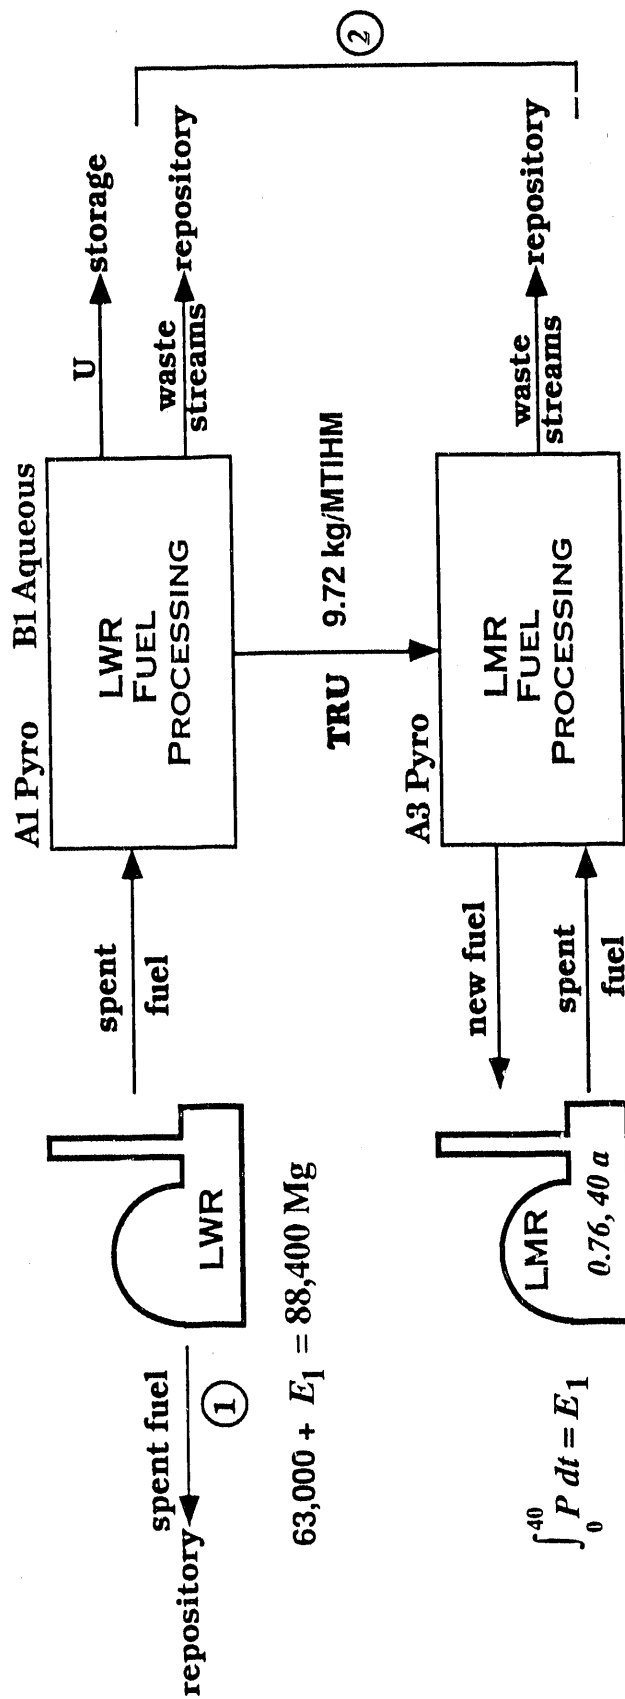 A1 Pyro B1 Aqueous
LWR
FUEL
PROCESSING
U
storage
waste
streams
repository
2
spent
fuel
LWR
spent fuel
repository
1
63,000 + E1 = 88,400 Mg
TRU
9.72 kg/MTIHM
A3 Pyro
LMR
FUEL
PROCESSING
waste
streams
repository
new fuel
spent
fuel
LMR
0.76, 40 a
∫₀⁴⁰ P dt = E1